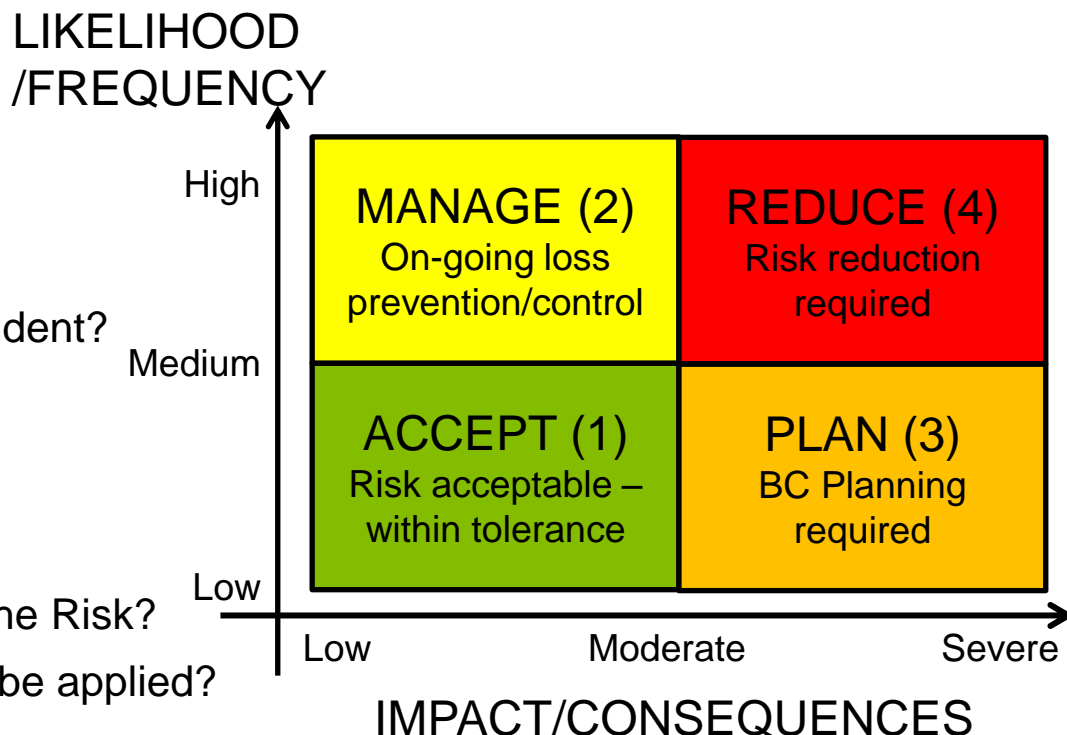 LIKELIHOOD
/FREQUENCY
High
MANAGE (2)
On-going loss
prevention/control
REDUCE (4)
Risk reduction
required
dent?
Medium
ACCEPT (1)
Risk acceptable –
within tolerance
PLAN (3)
BC Planning
required
Low
ne Risk?
be applied?
Low
Moderate
Severe
IMPACT/CONSEQUENCES